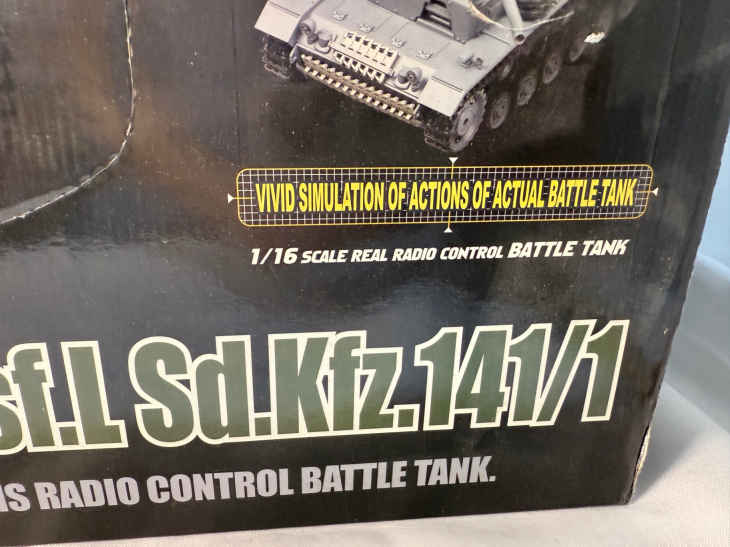 VIVID SIMULATION OF ACTIONS OF ACTUAL BATTLE TANK
1/16 SCALE REAL RADIO CONTROL BATTLE TANK
sf.L Sd.Kfz.141/1
IS RADIO CONTROL BATTLE TANK.